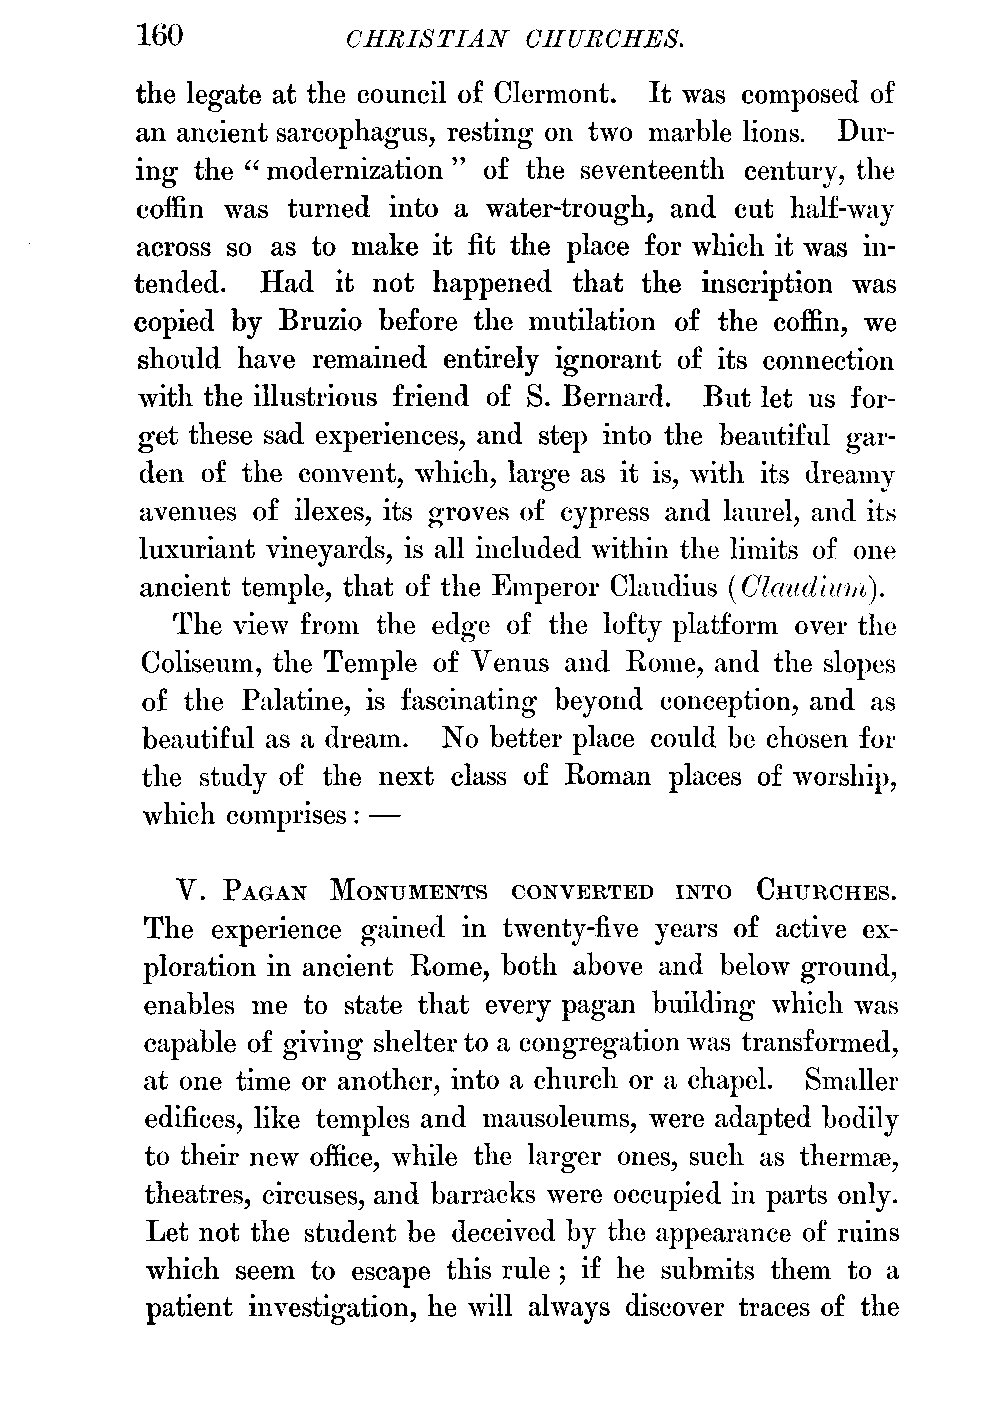 160 CHRISTIAN CHURCHES.
the legate at the council of Clermont. It was composed of
an ancient sarcophagus, resting on two marble lions. Dur-
ing the “ modernization ” of the seventeenth century, the
coffin was turned into a water-trough, and cut half-way
across so as to make it fit the place for which it was in-
tended. Had it not happened that the inscription was
copied by Bruzio before the mutilation of the coffin, we
should have remained entirely ignorant of its connection
with the illustrious friend of S. Bernard. But let us for-
get these sad experiences, and step into the beautiful gar-
den of the convent, which, large as it is, with its dreamy
avenues of ilexes, its groves of cypress and laurel, and its
luxuriant vineyards, is all included within the limits of one
ancient temple, that of the Emperor Claudius (Claudium).
The view from the edge of the lofty platform over the
Coliseum, the Temple of Venus and Rome, and the slopes
of the Palatine, is fascinating beyond conception, and as
beautiful as a dream. No better place could be chosen for
the study of the next class of Roman places of worship,
which comprises : —
V. PAGAN MONUMENTS CONVERTED INTO CHURCHES.
The experience gained in twenty-five years of active ex-
ploration in ancient Rome, both above and below ground,
enables me to state that every pagan building which was
capable of giving shelter to a congregation was transformed,
at one time or another, into a church or a chapel. Smaller
edifices, like temples and mausoleums, were adapted bodily
to their new office, while the larger ones, such as thermæ,
theatres, circuses, and barracks were occupied in parts only.
Let not the student be deceived by the appearance of ruins
which seem to escape this rule ; if he submits them to a
patient investigation, he will always discover traces of the